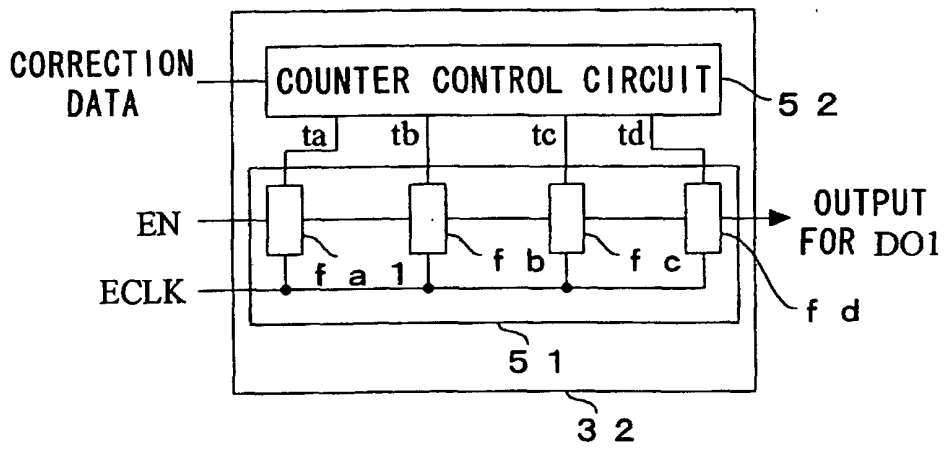 CORRECTION
DATA
COUNTER CONTROL CIRCUIT
5 2
ta
tb
tc
td
EN
f a 1
f b
f c
OUTPUT
FOR DO1
ECLK
f d
5 1
3 2